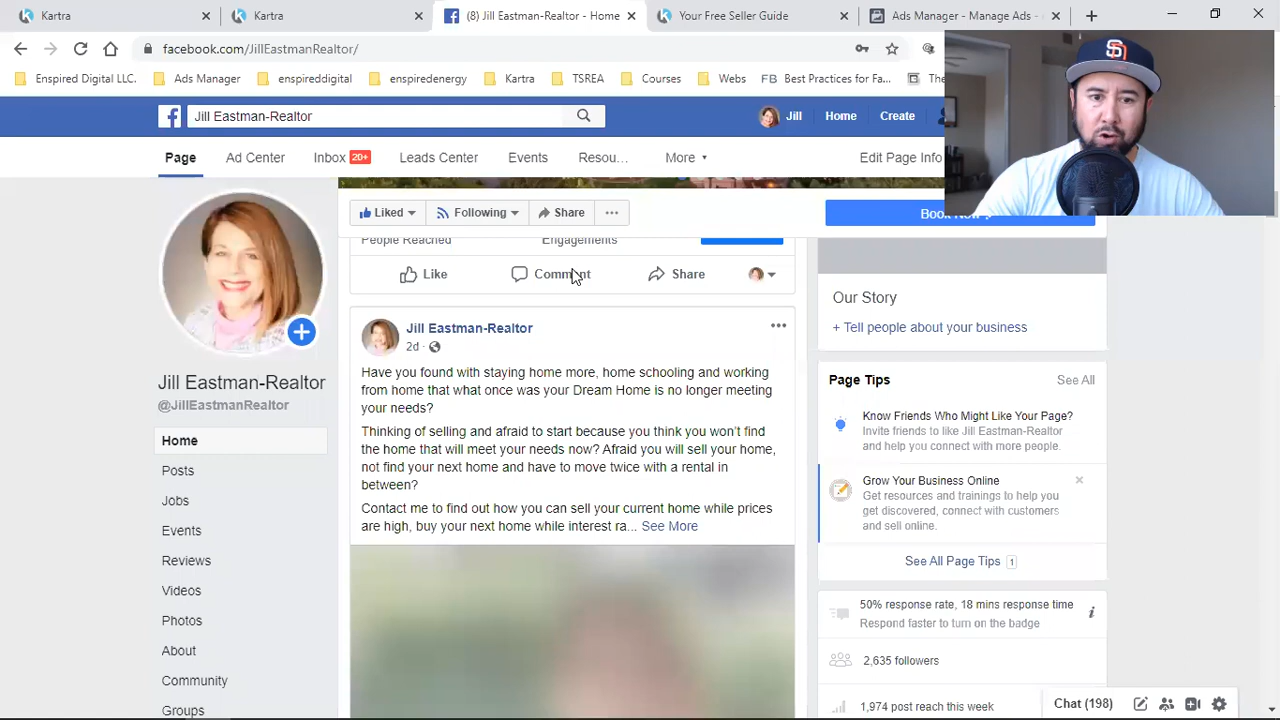 Kartra
Kartra
(8) Jill Eastman-Realtor - Home
Your Free Seller Guide
Ads Manager - Manage Ads -
facebook.com/JillEastmanRealtor/
Enspired Digital LLC.
Ads Manager
enspireddigital
enspiredenergy
Kartra
TSREA
Courses
Webs
FB Best Practices for Fa...
The
SD
Jill Eastman-Realtor
Jill
Home
Create
Page
Ad Center
Inbox 20+
Leads Center
Events
Resou...
More
Edit Page Info
Liked
Following
Share
Book Now
People Reached
Engagements
Like
Comment
Share
Our Story
+ Tell people about your business
Jill Eastman-Realtor
2d ·
Have you found with staying home more, home schooling and working
from home that what once was your Dream Home is no longer meeting
your needs?
Thinking of selling and afraid to start because you think you won't find
the home that will meet your needs now? Afraid you will sell your home,
not find your next home and have to move twice with a rental in
between?
Contact me to find out how you can sell your current home while prices
are high, buy your next home while interest ra... See More
Page Tips
See All
Know Friends Who Might Like Your Page?
Invite friends to like Jill Eastman-Realtor
and help you connect with more people.
Grow Your Business Online
Get resources and trainings to help you
get discovered, connect with customers
and sell online.
See All Page Tips 1
50% response rate, 18 mins response time
Respond faster to turn on the badge
2,635 followers
1,974 post reach this week
Chat (198)
Jill Eastman-Realtor
@JillEastmanRealtor
Home
Posts
Jobs
Events
Reviews
Videos
Photos
About
Community
Groups